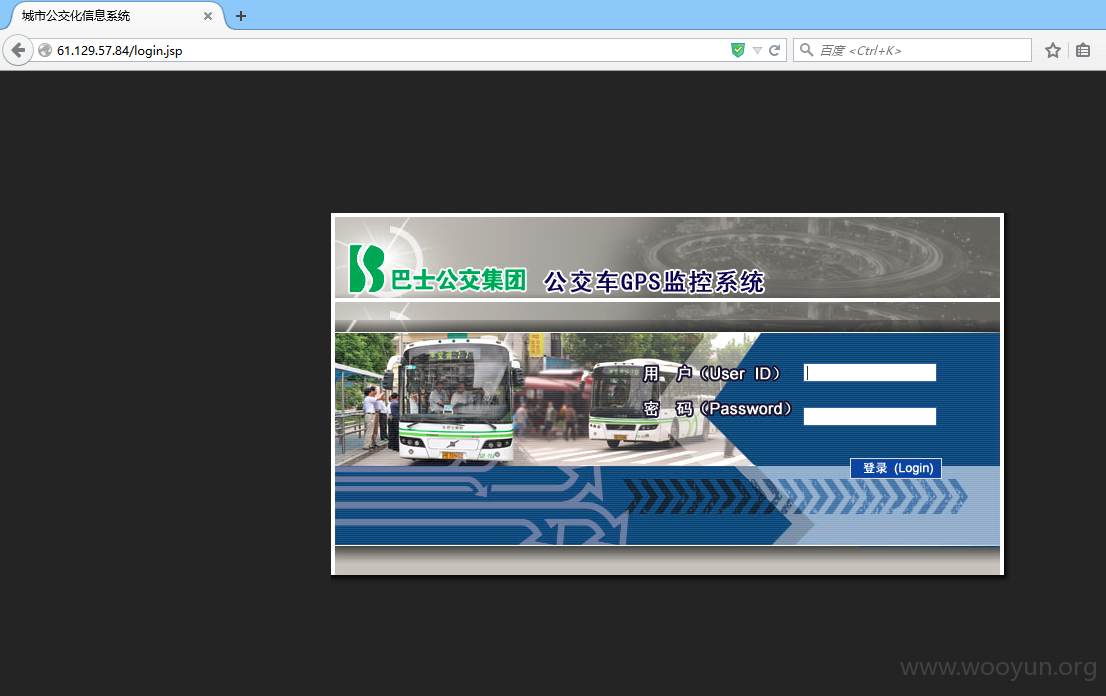 城市公交化信息系统
61.129.57.84/login.jsp
百度 <Ctrl+K>
巴士公交集团 公交车GPS监控系统
用 户（User ID）
密 码（Password）
登录 (Login)
www.wooyun.org